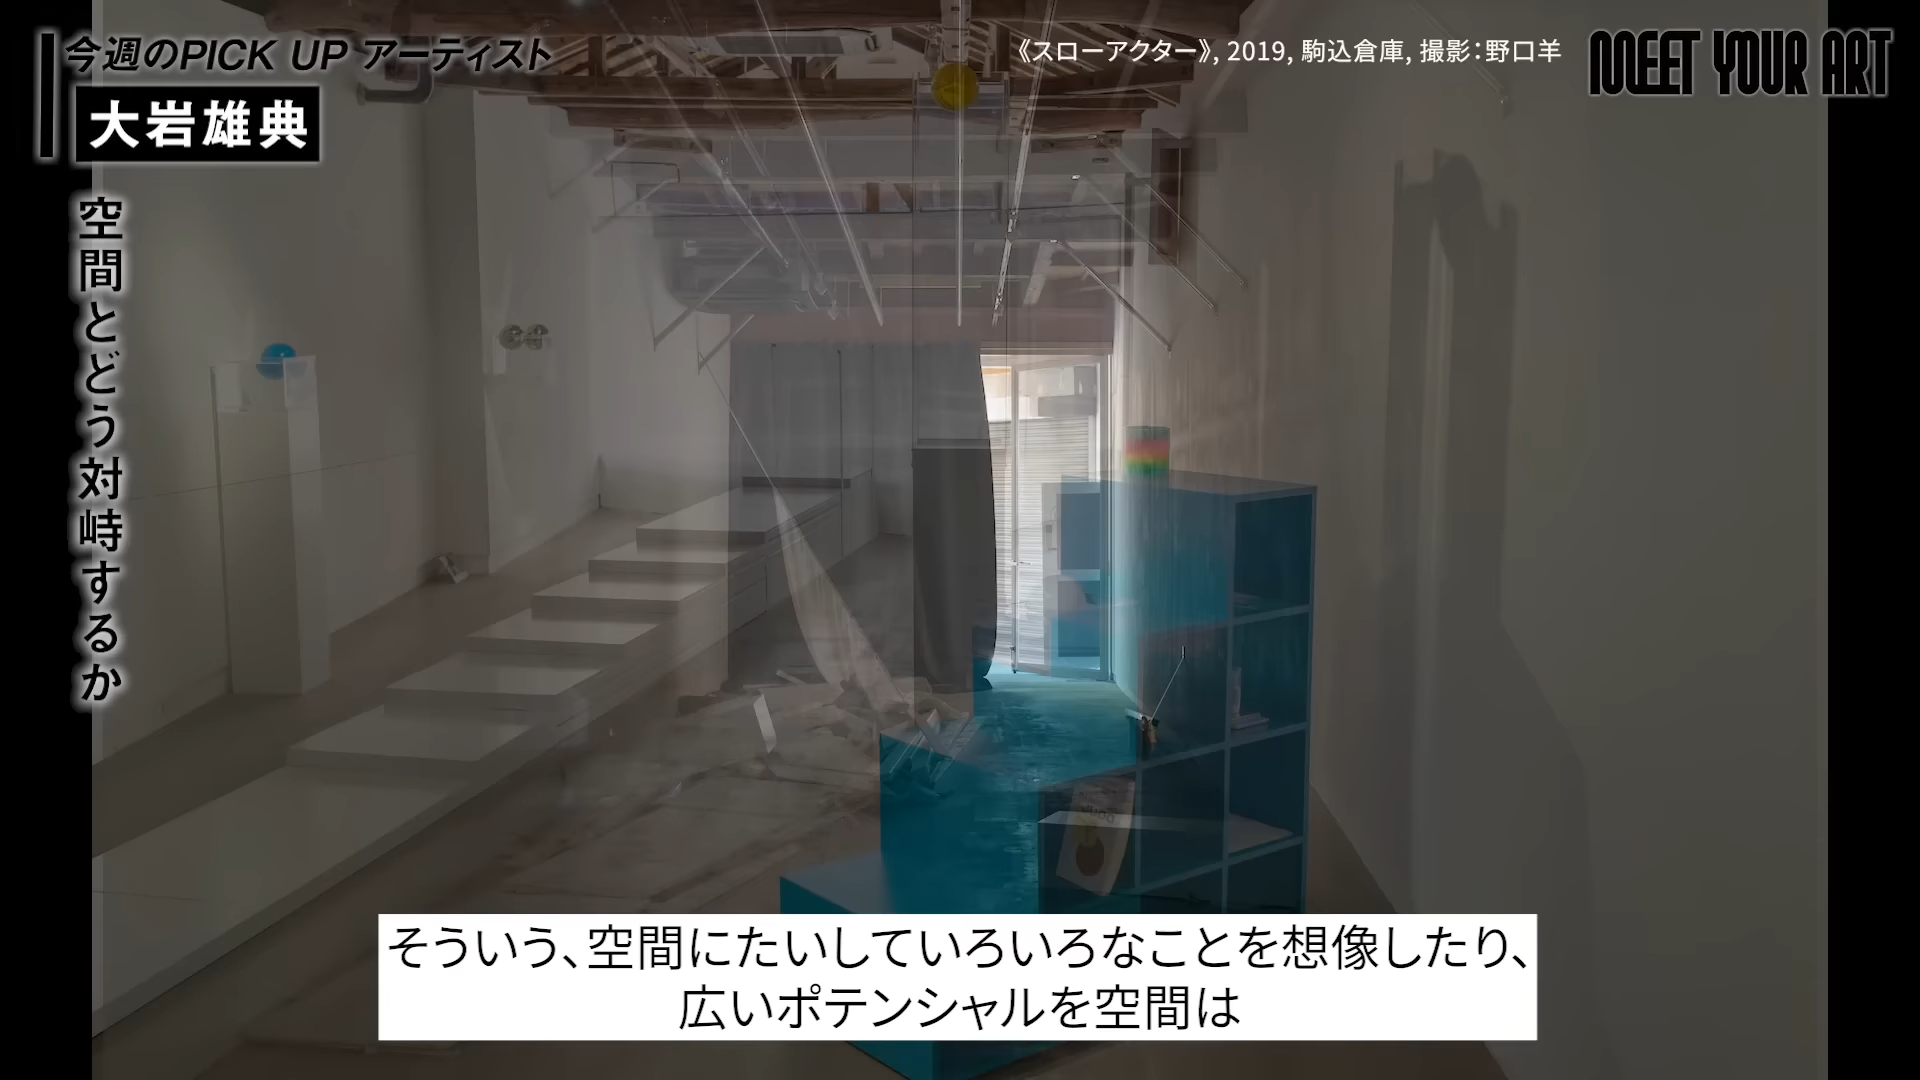 今週のPICK UP アーティスト
大岩雄典
《スローアクター》, 2019, 駒込倉庫, 撮影：野口羊
MEET YOUR ART
空間とどう対峙するか
そういう、空間にたいしていろいろなことを想像したり、
広いポテンシャルを空間は